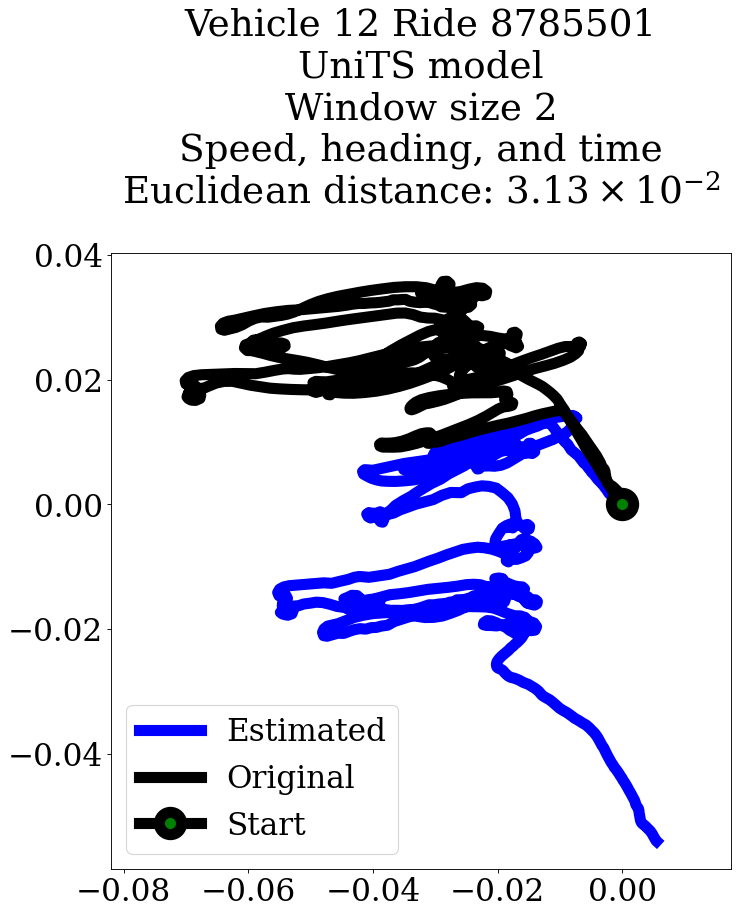 Vehicle 12 Ride 8785501
UniTS model
Window size 2
Speed, heading, and time
Euclidean distance: 3.13 × 10⁻²
0.04
0.02
0.00
−0.02
−0.04
Estimated
Original
Start
−0.08 −0.06 −0.04 −0.02 0.00